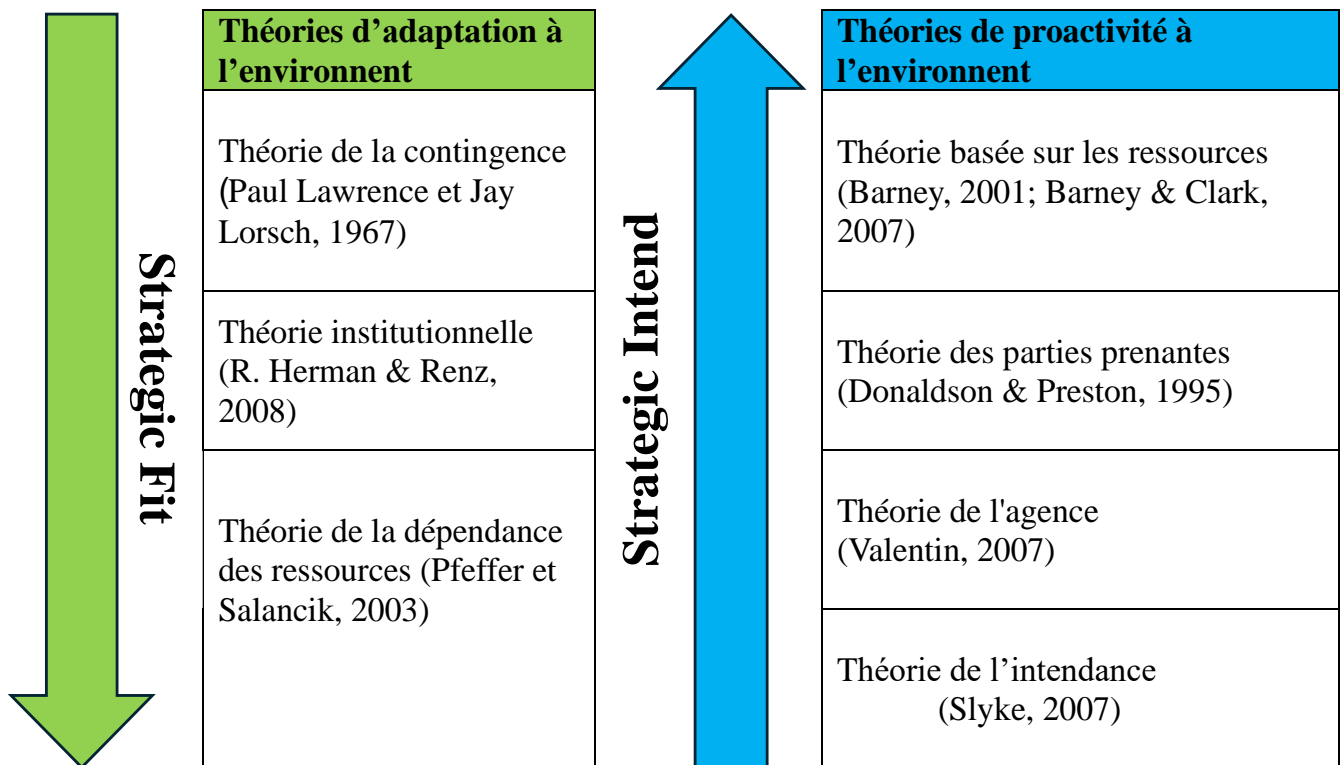 Strategic Fit
Théories d’adaptation à
l’environnent
Théorie de la contingence
(Paul Lawrence et Jay
Lorsch, 1967)
Théorie institutionnelle
(R. Herman & Renz,
2008)
Théorie de la dépendance
des ressources (Pfeffer et
Salancik, 2003)
Strategic Intend
Théories de proactivité à
l’environnent
Théorie basée sur les ressources
(Barney, 2001; Barney & Clark,
2007)
Théorie des parties prenantes
(Donaldson & Preston, 1995)
Théorie de l'agence
(Valentin, 2007)
Théorie de l’intendance
(Slyke, 2007)